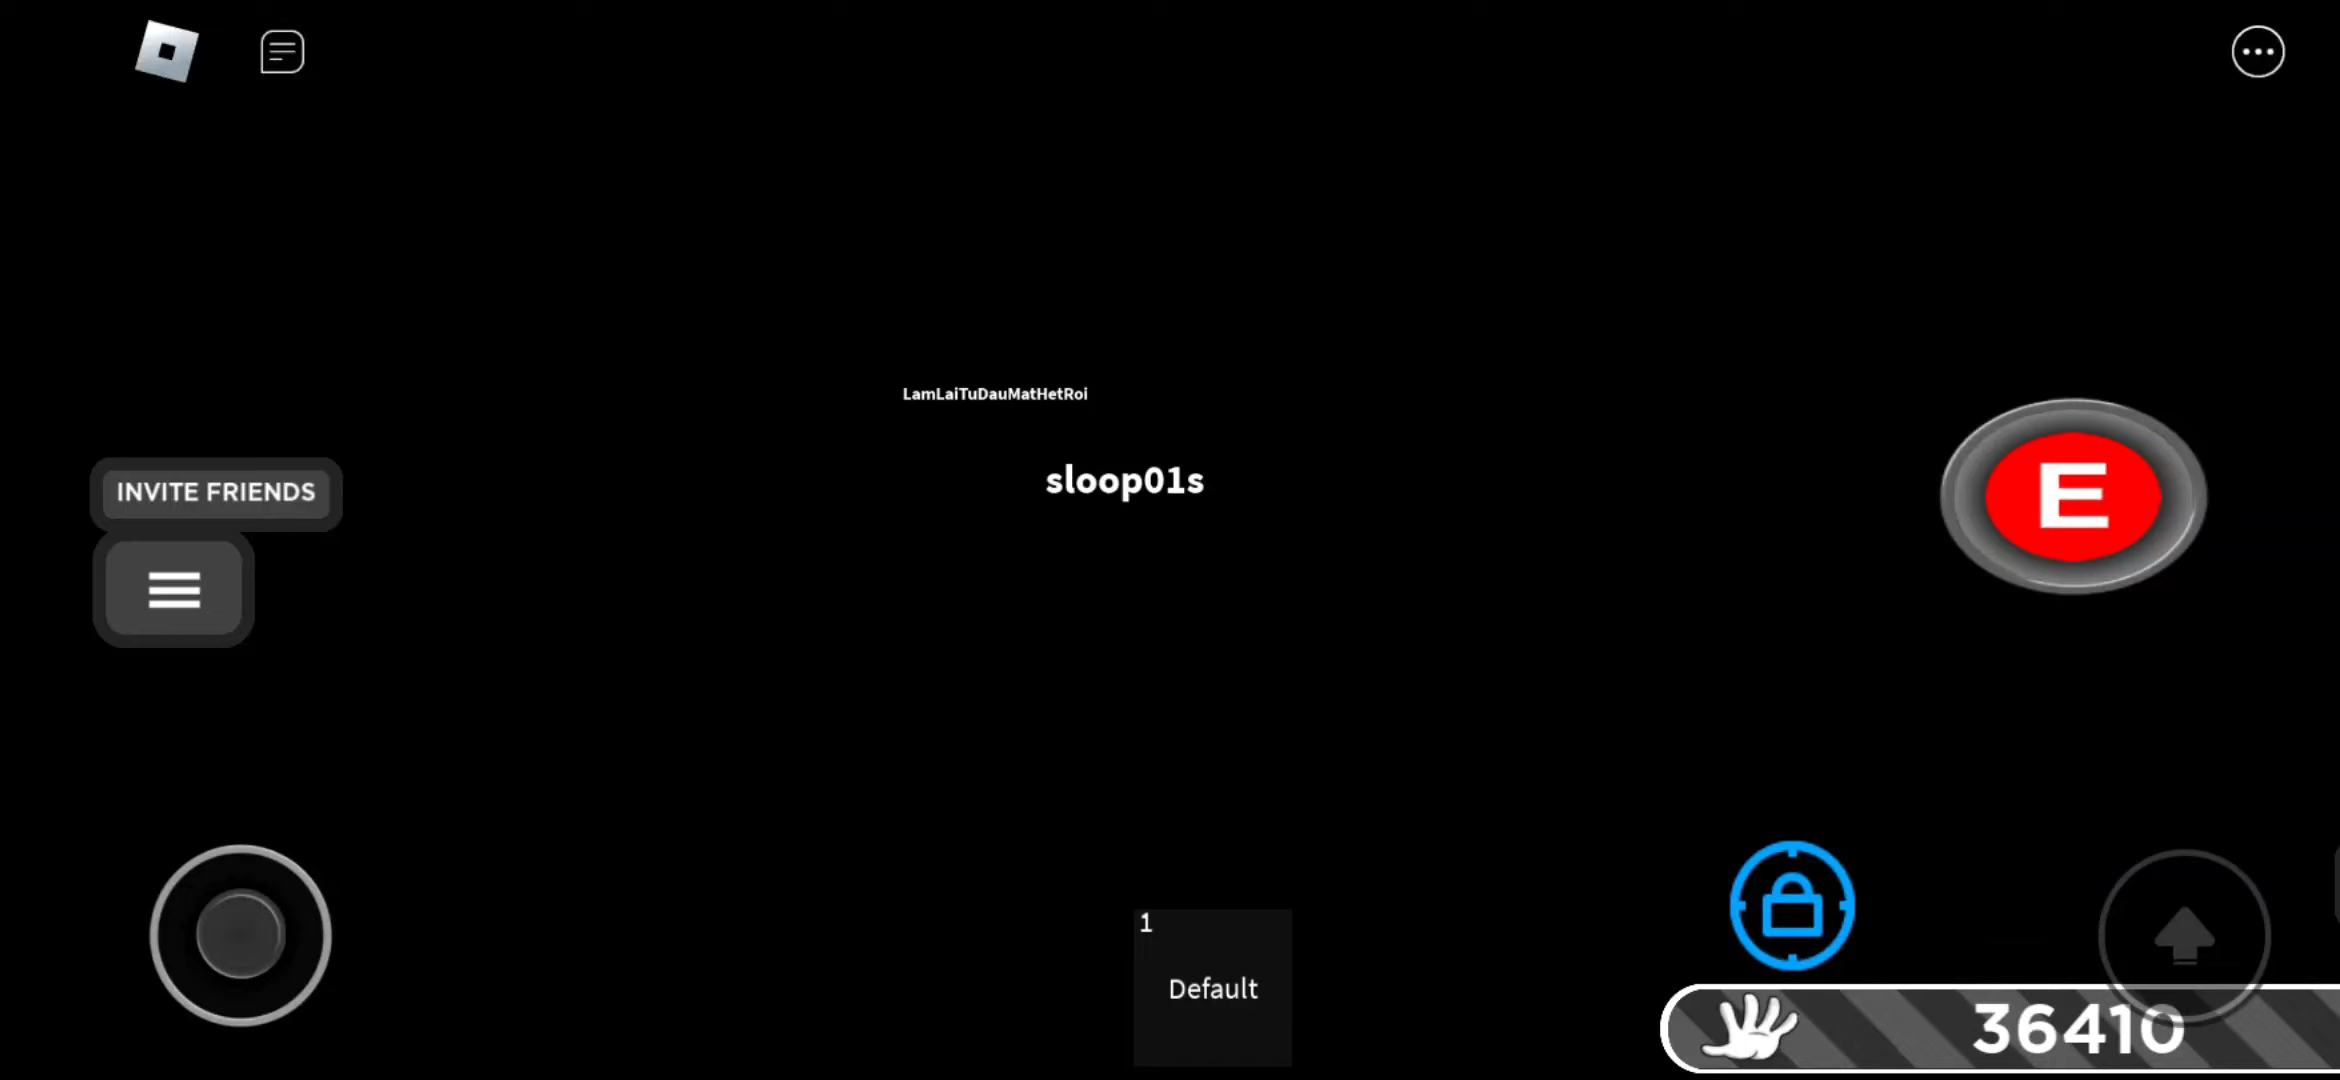 LamLaiTuDauMatHetRoi
sloop01s
INVITE FRIENDS
E
1
Default
36410